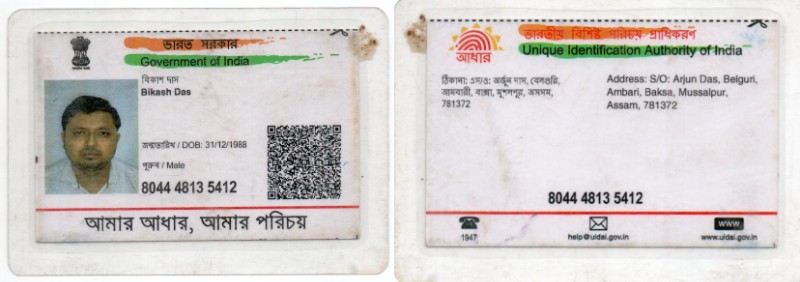 ভারত সরকার
Government of India
বিকাশ দাস
Bikash Das
জন্মতারিখ / DOB: 31/12/1988
পুরুষ / Male
8044 4813 5412
আমার আধার, আমার পরিচয়
ভারতীয় বিশিষ্ট পরিচয় প্রাধিকরণ
Unique Identification Authority of India
আধার
ঠিকানা: এস/ও: অর্জুন দাস, বেলগুরি,
আমবারী, বাক্সা, মুশলপুর, অসমম,
781372
Address: S/O: Arjun Das, Belguri,
Ambari, Baksa, Mussalpur,
Assam, 781372
8044 4813 5412
1947
help@uidai.gov.in
WWW
www.uidai.gov.in